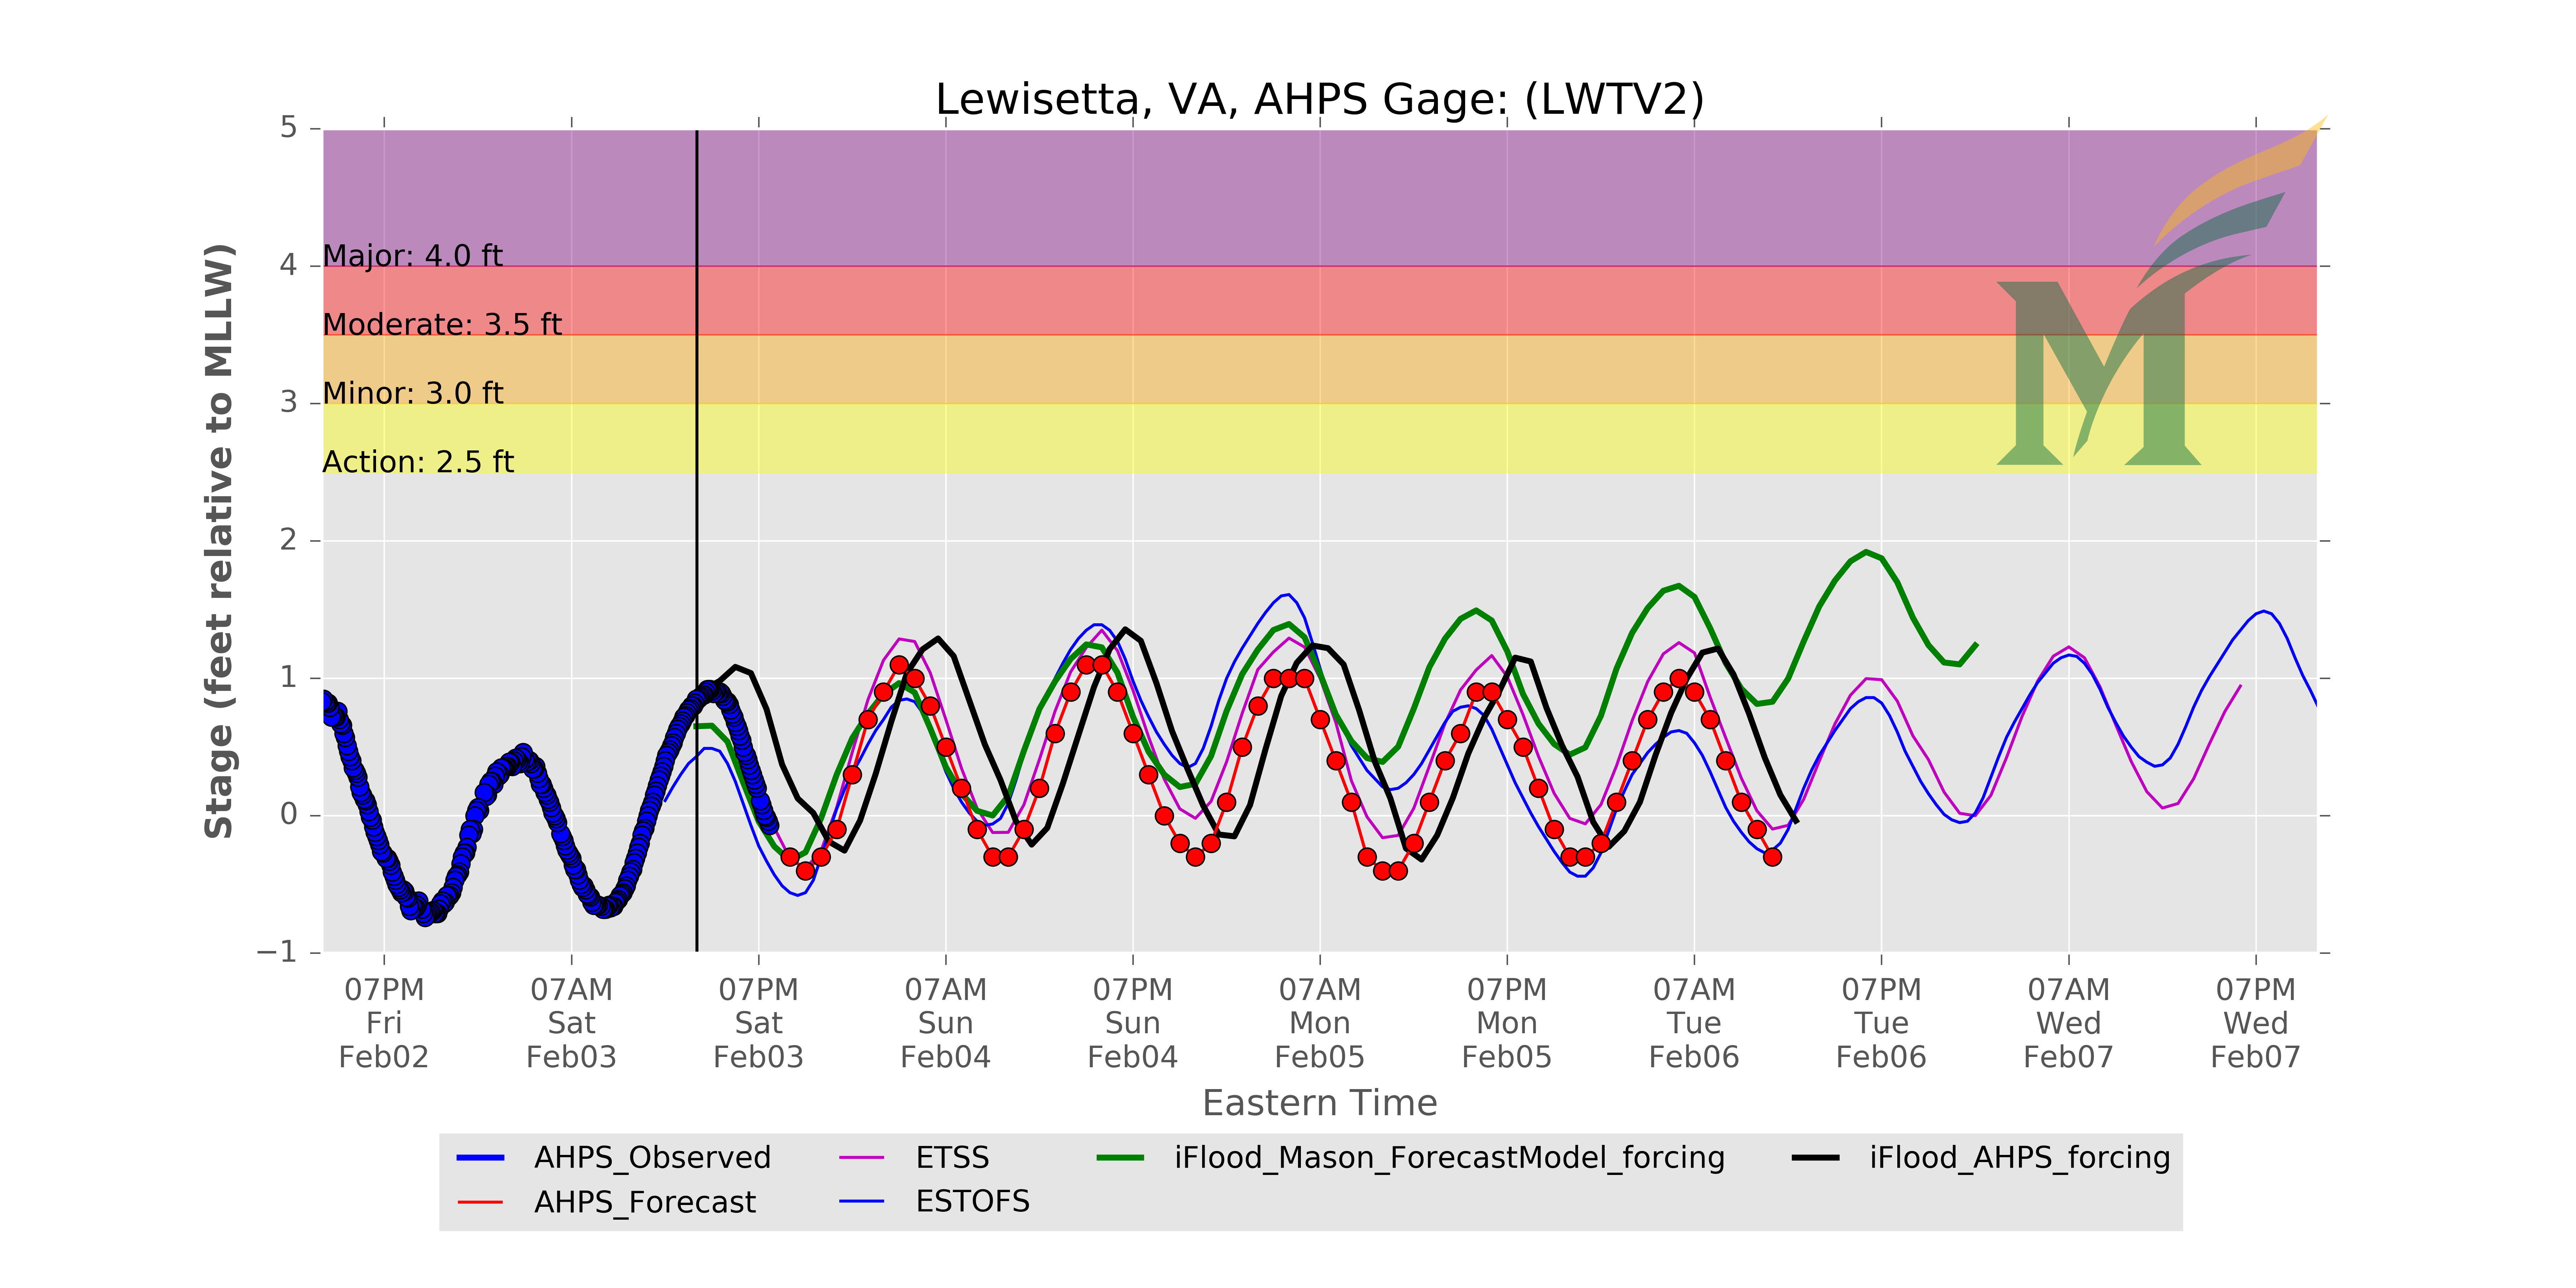 Lewisetta, VA, AHPS Gage: (LWTV2)
5
Major: 4.0 ft
4
Moderate: 3.5 ft
Minor: 3.0 ft
3
Action: 2.5 ft
2
1
0
−1
Stage (feet relative to MLLW)
07PM 07AM 07PM 07AM 07PM 07AM 07PM 07AM 07PM 07AM 07PM
Fri Sat Sat Sun Sun Mon Mon Tue Tue Wed Wed
Feb02 Feb03 Feb03 Feb04 Feb04 Feb05 Feb05 Feb06 Feb06 Feb07 Feb07
Eastern Time
AHPS_Observed ETSS iFlood_Mason_ForecastModel_forcing iFlood_AHPS_forcing
AHPS_Forecast ESTOFS
M